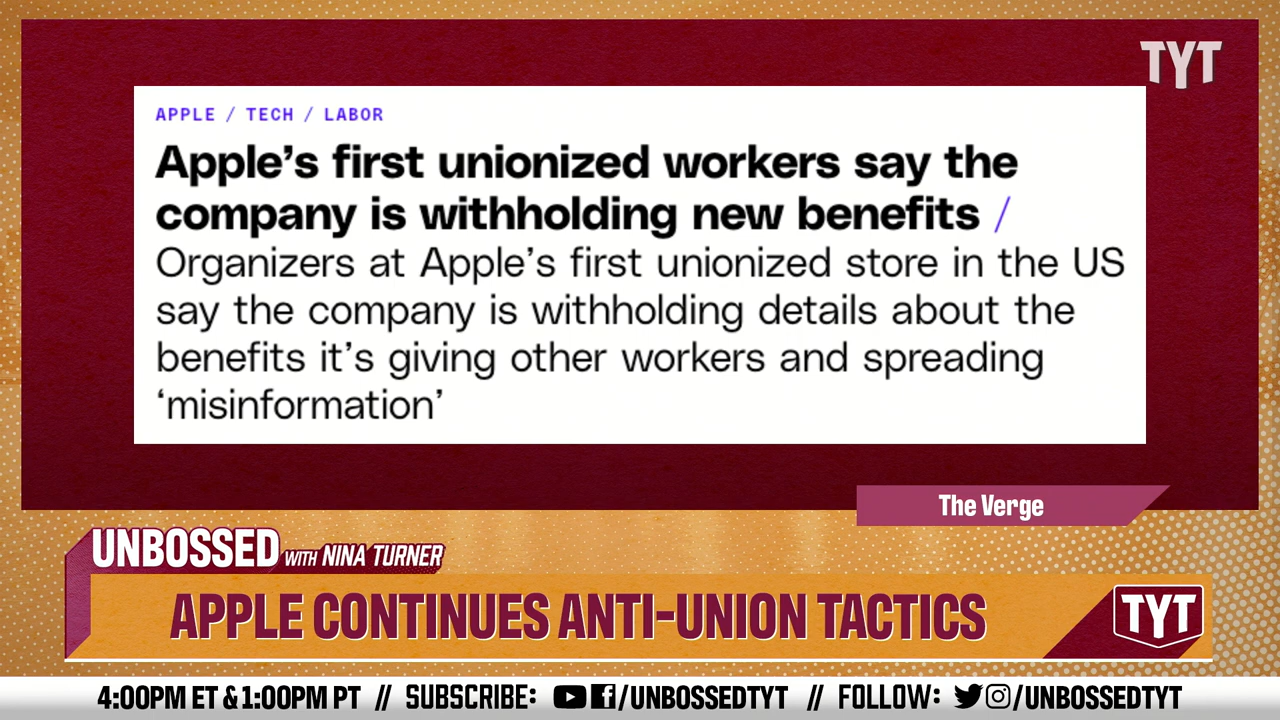 TYT
APPLE / TECH / LABOR
Apple’s first unionized workers say the
company is withholding new benefits /
Organizers at Apple’s first unionized store in the US
say the company is withholding details about the
benefits it’s giving other workers and spreading
‘misinformation’
The Verge
UNBOSSED WITH NINA TURNER
APPLE CONTINUES ANTI-UNION TACTICS
TYT
4:00PM ET & 1:00PM PT // SUBSCRIBE: /UNBOSSEDTYT // FOLLOW: /UNBOSSEDTYT